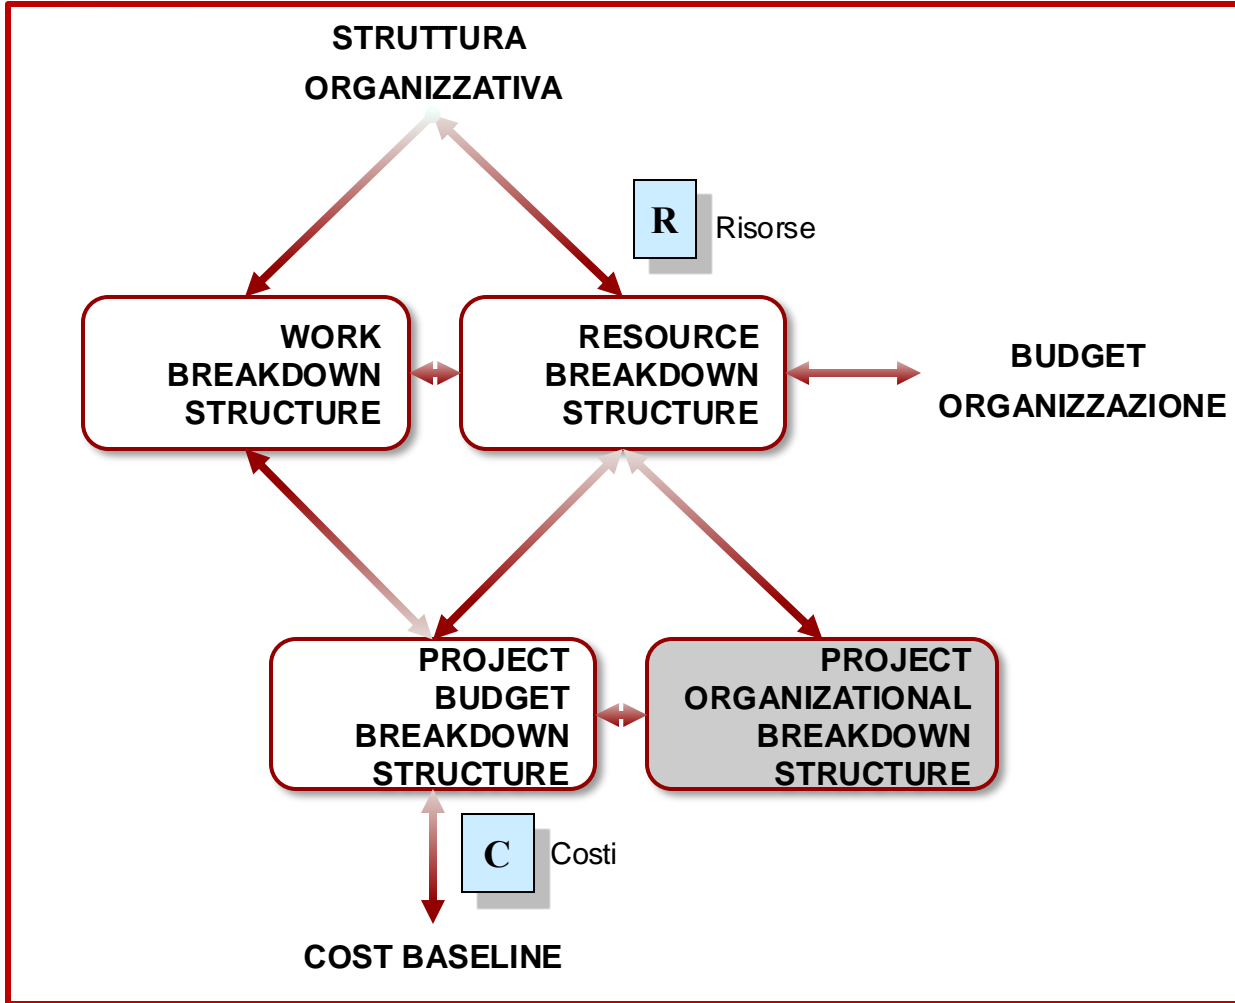 STRUTTURA
ORGANIZZATIVA
R
Risorse
WORK
BREAKDOWN
STRUCTURE
RESOURCE
BREAKDOWN
STRUCTURE
BUDGET
ORGANIZZAZIONE
PROJECT
BUDGET
BREAKDOWN
STRUCTURE
PROJECT
ORGANIZATIONAL
BREAKDOWN
STRUCTURE
C
Costi
COST BASELINE